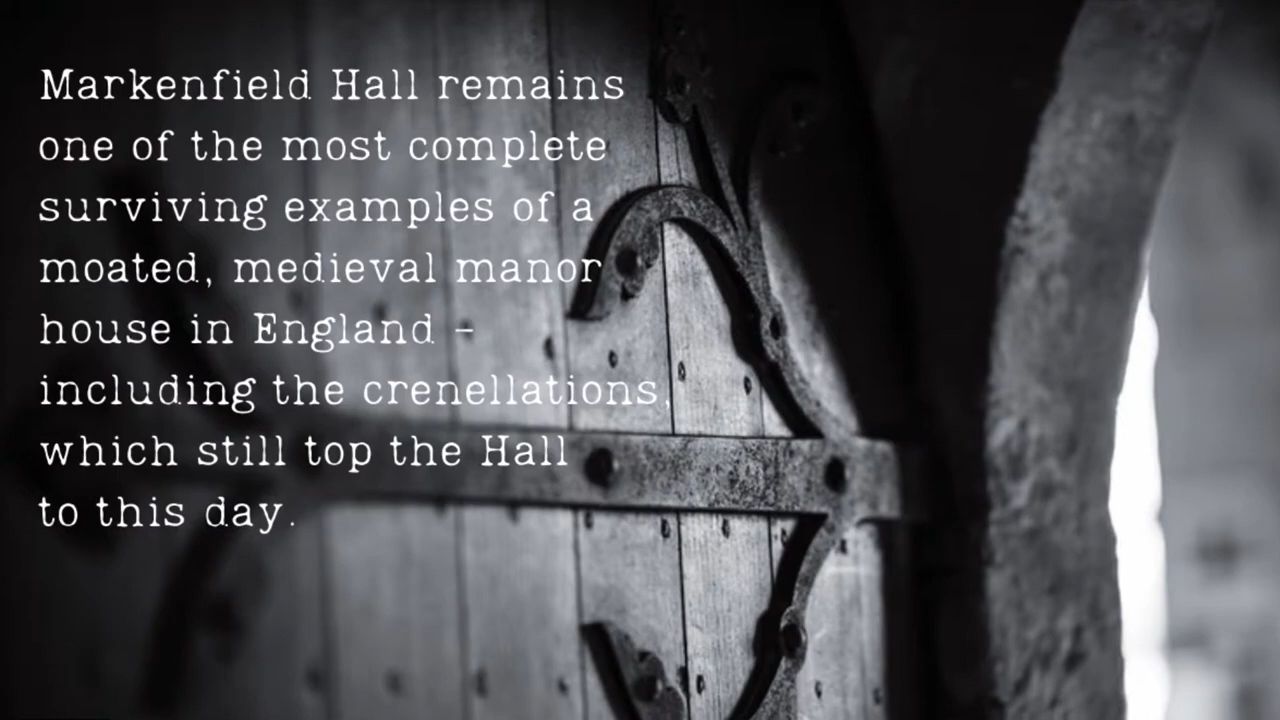 Markenfield Hall remains
one of the most complete
surviving examples of a
moated, medieval manor
house in England -
including the crenellations,
which still top the Hall
to this day.